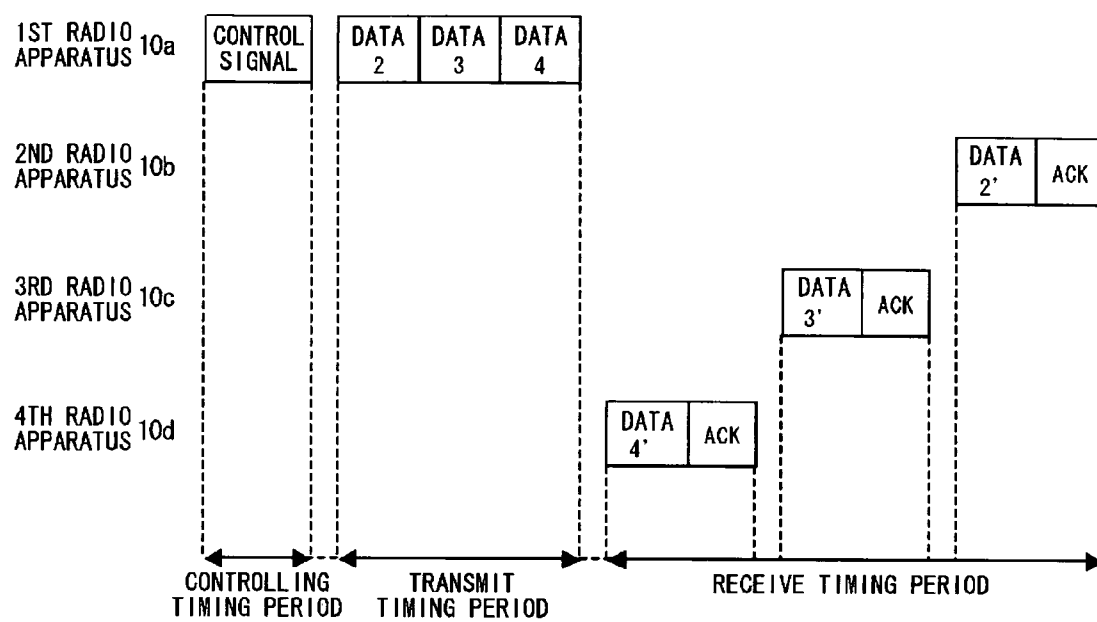 1ST RADIO
APPARATUS 10a
CONTROL
SIGNAL
DATA
2
DATA
3
DATA
4
2ND RADIO
APPARATUS 10b
DATA
2'
ACK
3RD RADIO
APPARATUS 10c
DATA
3'
ACK
4TH RADIO
APPARATUS 10d
DATA
4'
ACK
CONTROLLING
TIMING PERIOD
TRANSMIT
TIMING PERIOD
RECEIVE TIMING PERIOD